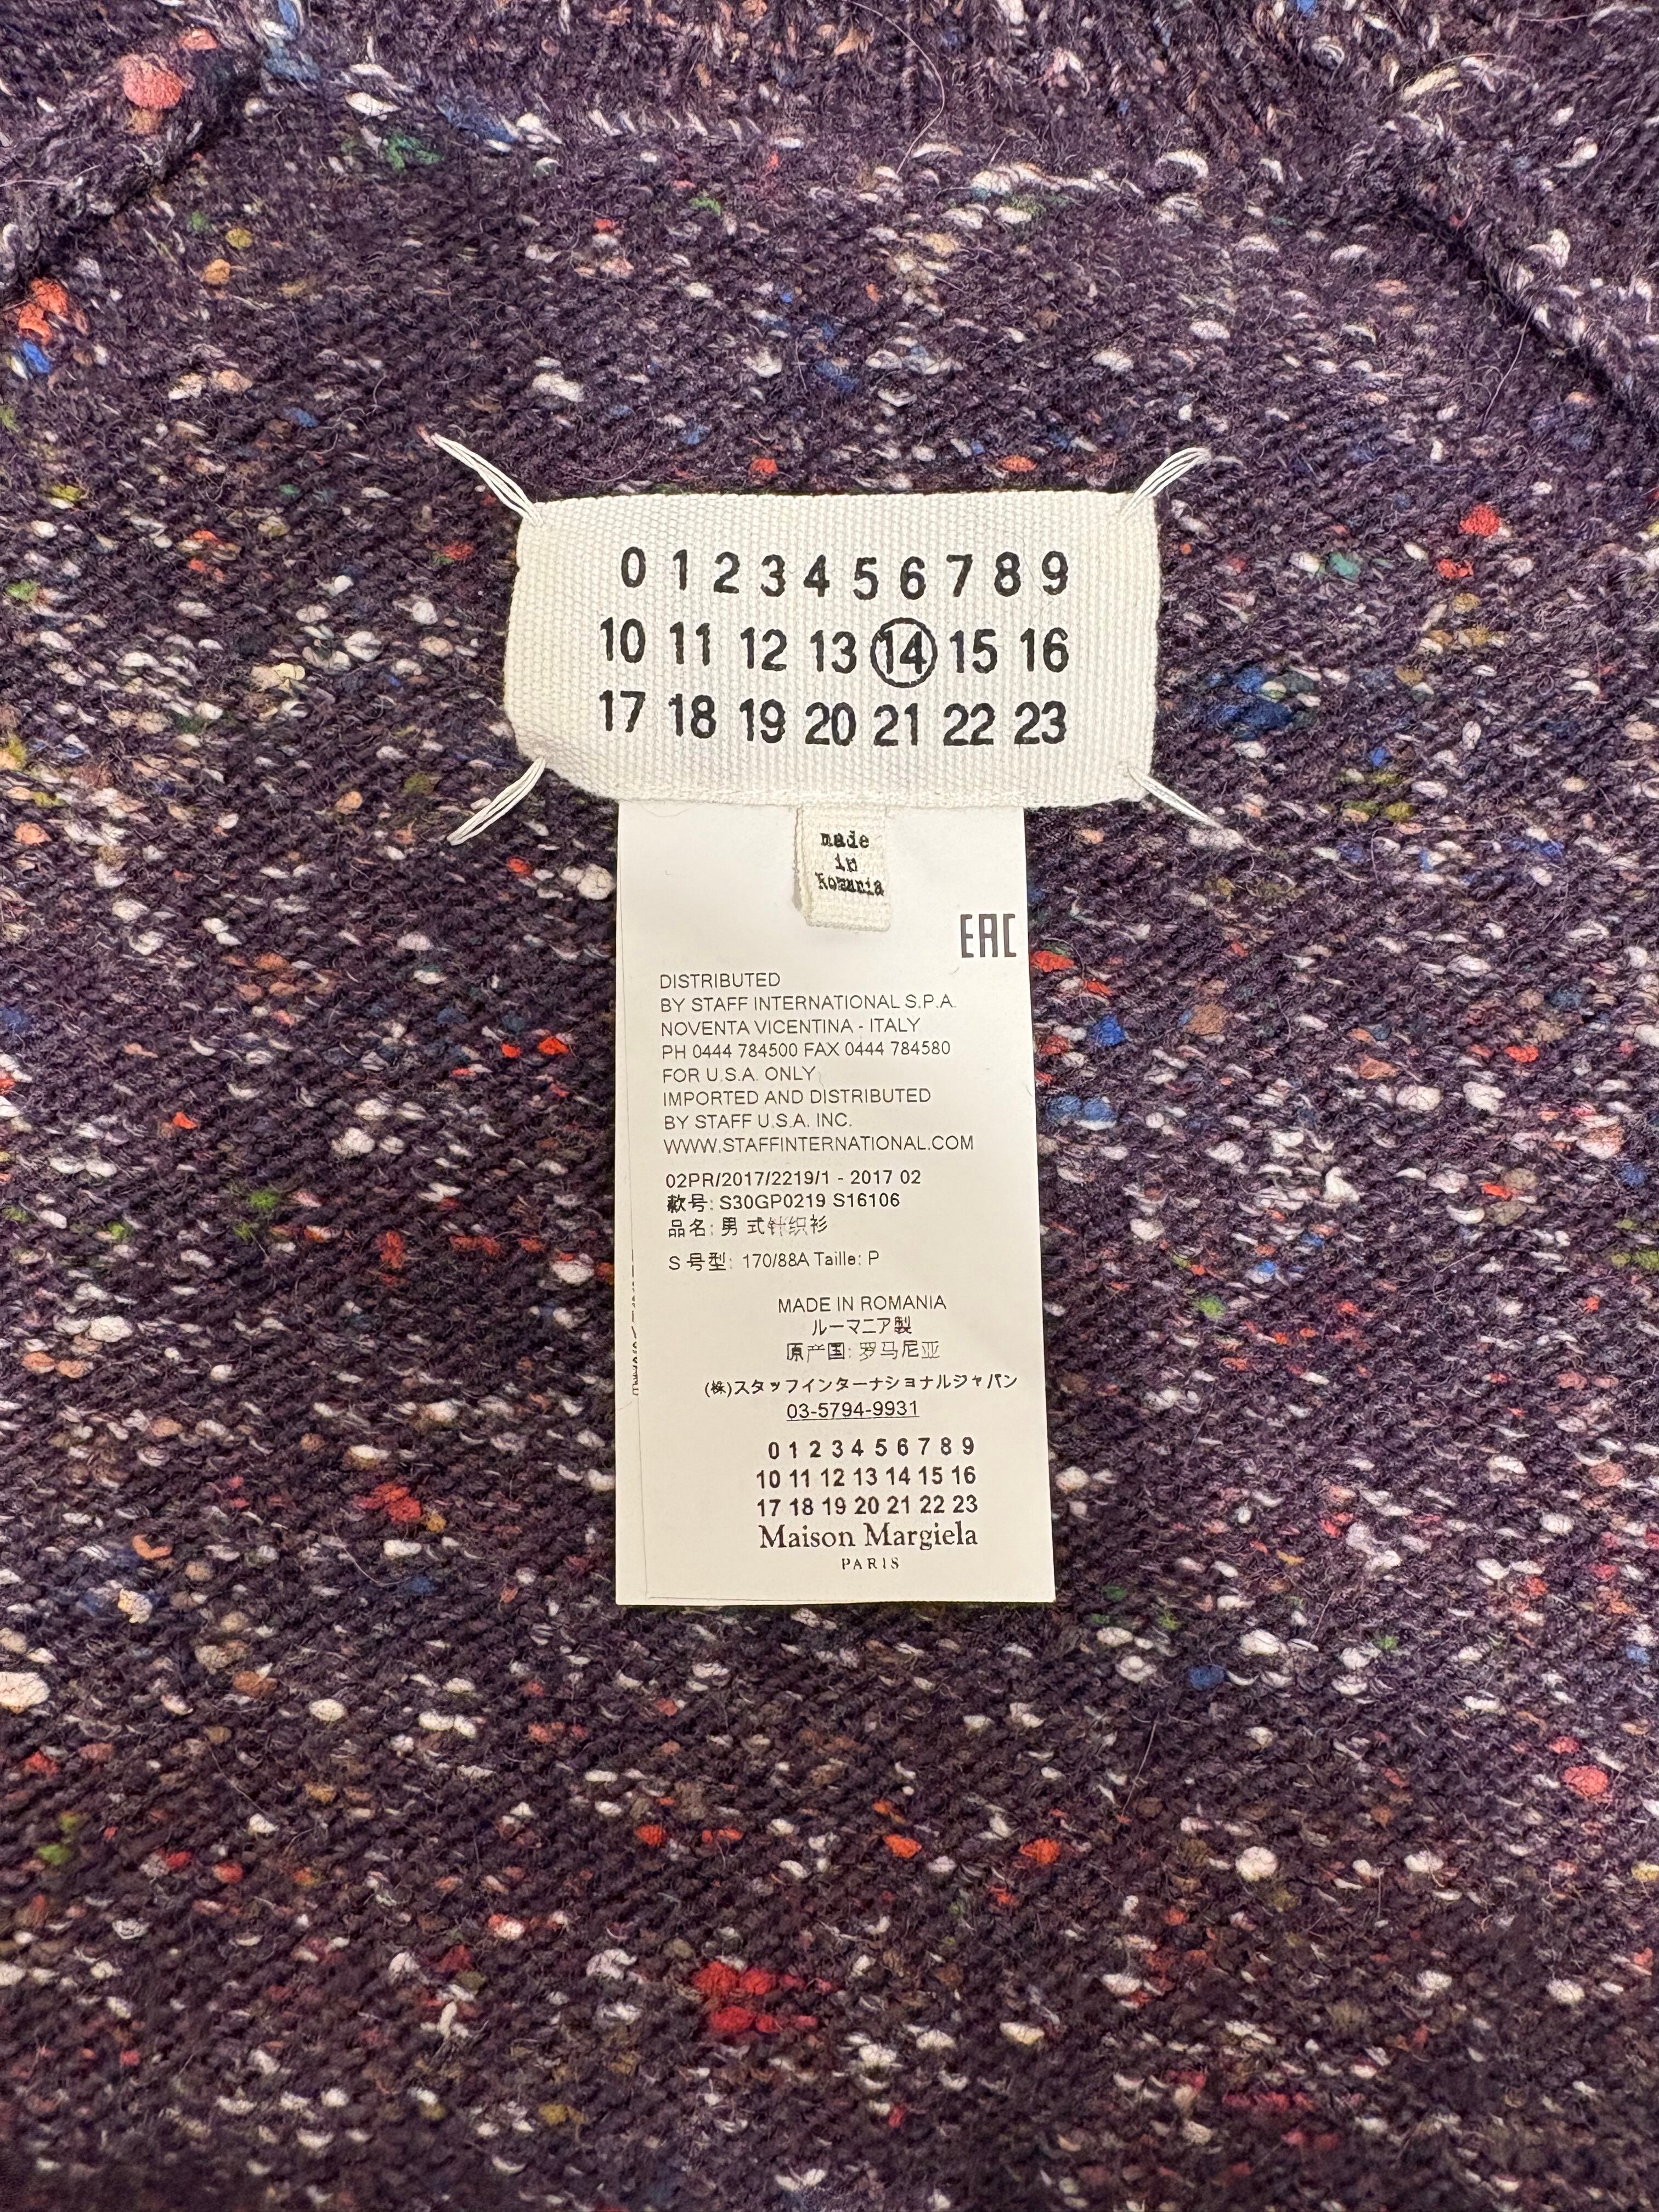 0 1 2 3 4 5 6 7 8 9
10 11 12 13 14 15 16
17 18 19 20 21 22 23
made
in
Romania
EAC
DISTRIBUTED
BY STAFF INTERNATIONAL S.P.A.
NOVENTA VICENTINA - ITALY
PH 0444 784500 FAX 0444 784580
FOR U.S.A. ONLY
IMPORTED AND DISTRIBUTED
BY STAFF U.S.A. INC.
WWW.STAFFINTERNATIONAL.COM
02PR/2017/2219/1 - 2017 02
款号: S30GP0219 S16106
品名: 男 式针织衫
S 号型: 170/88A Taille: P
MADE IN ROMANIA
ルーマニア製
原产国: 罗马尼亚
(株)スタッフインターナショナルジャパン
03-5794-9931
0 1 2 3 4 5 6 7 8 9
10 11 12 13 14 15 16
17 18 19 20 21 22 23
Maison Margiela
PARIS